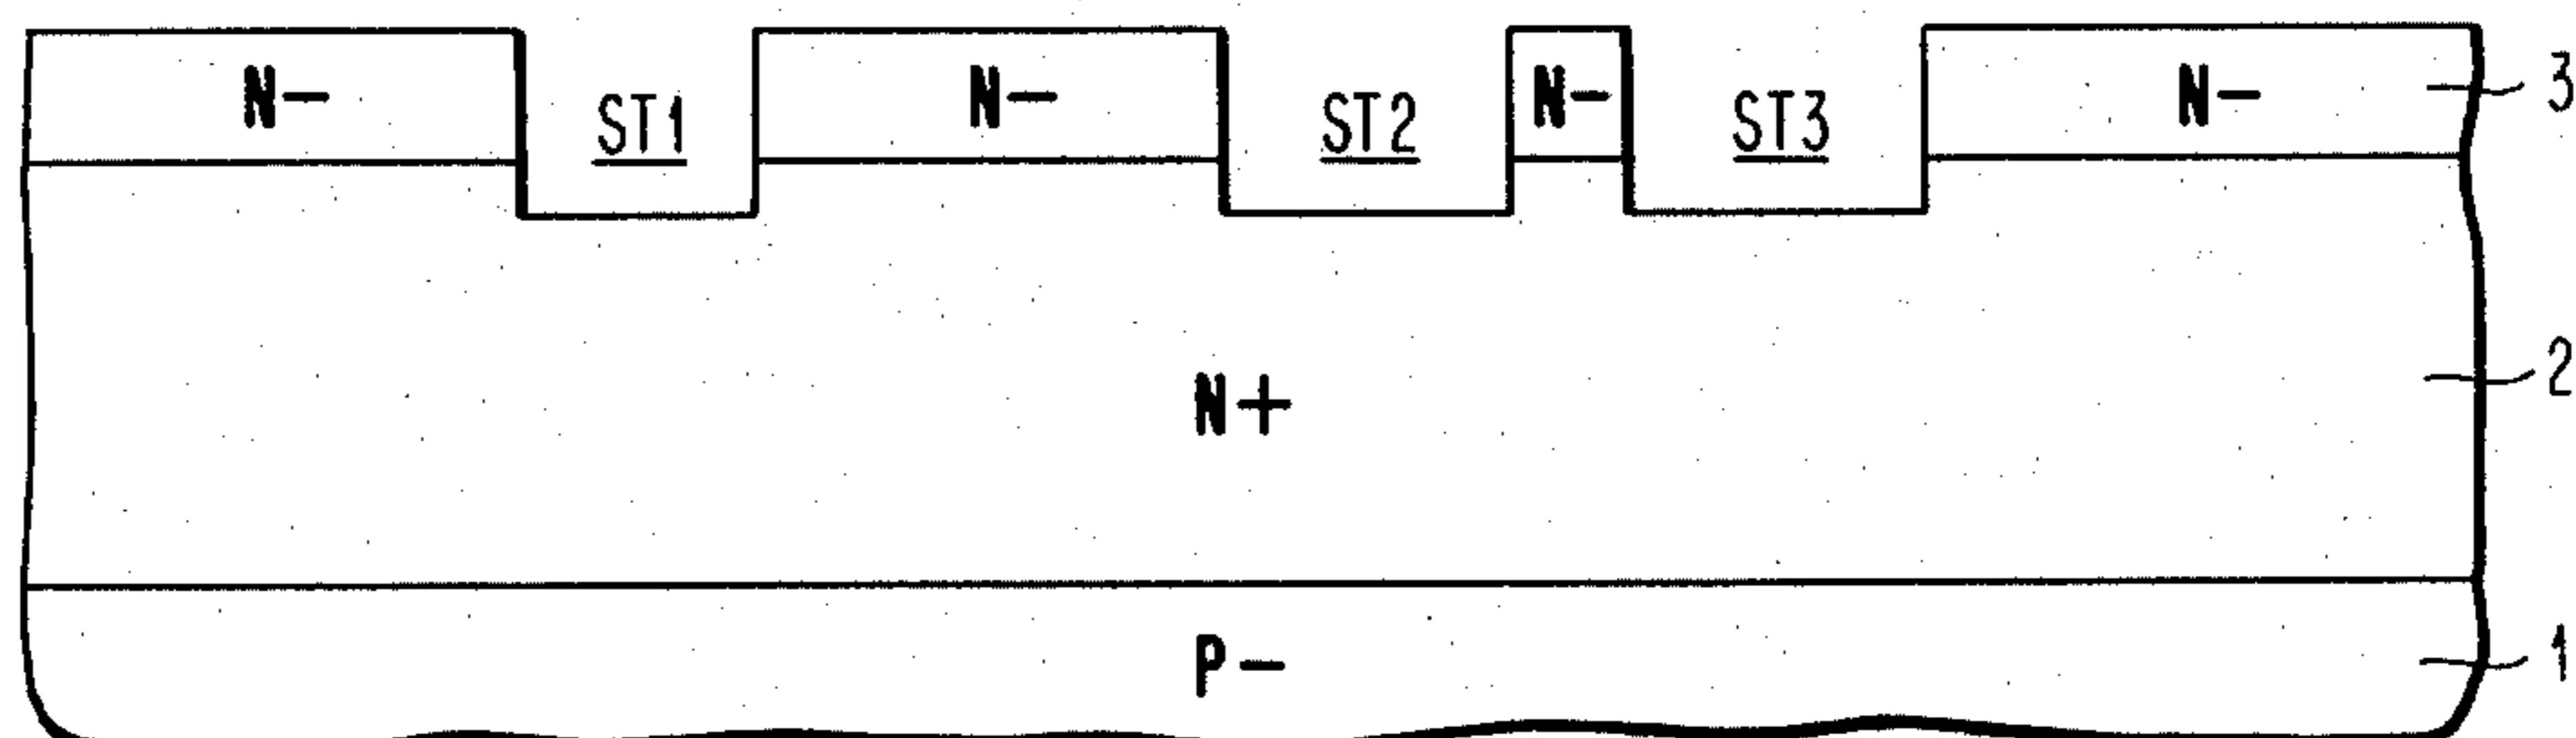 N- ST1 N- ST2 N- ST3 N- 3
N+ 2
P- 1